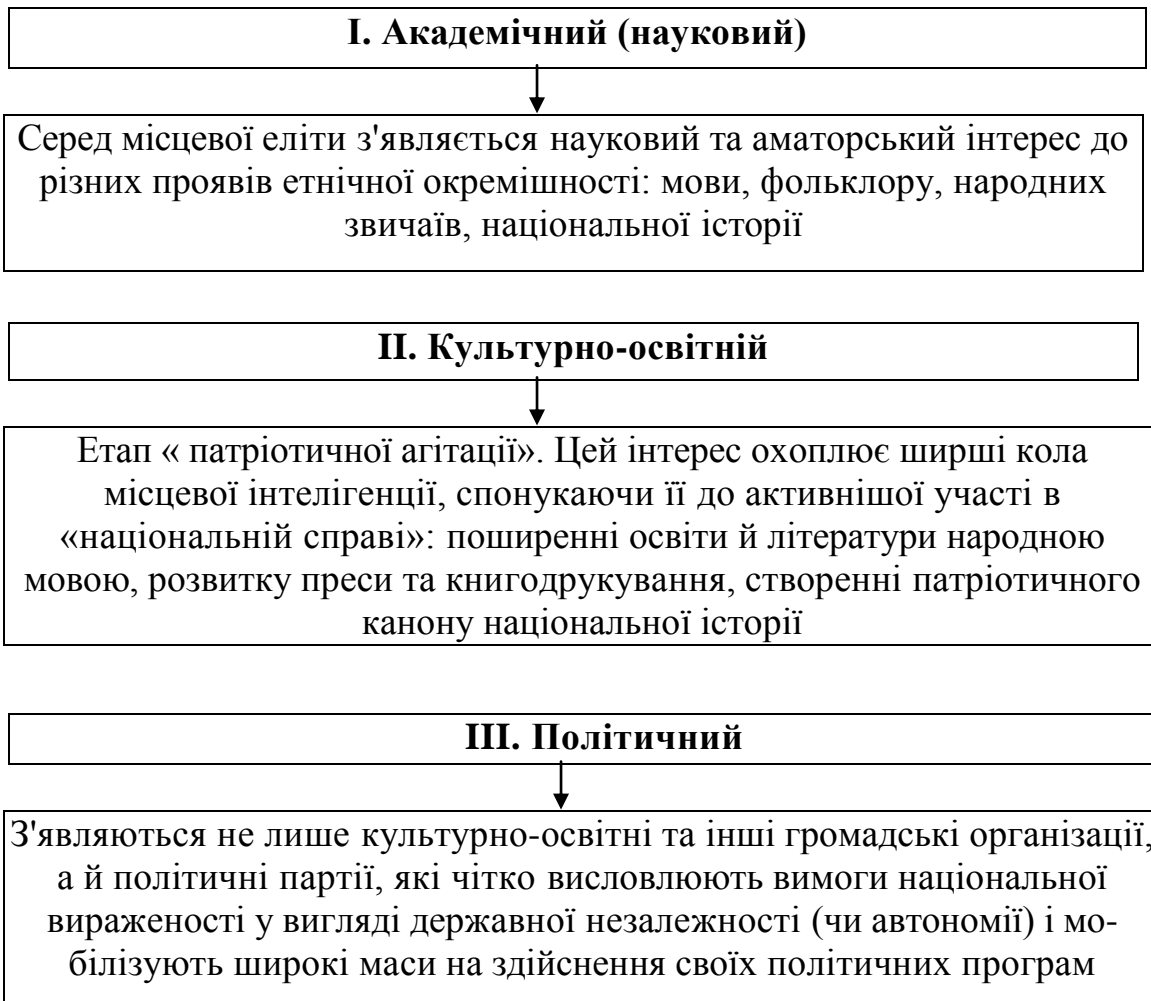 I. Академічний (науковий)
Серед місцевої еліти з'являється науковий та аматорський інтерес до
різних проявів етнічної окремішності: мови, фольклору, народних
звичаїв, національної історії
II. Культурно-освітній
Етап « патріотичної агітації». Цей інтерес охоплює ширші кола
місцевої інтелігенції, спонукаючи її до активнішої участі в
«національній справі»: поширенні освіти й літератури народною
мовою, розвитку преси та книгодрукування, створенні патріотичного
канону національної історії
III. Політичний
З'являються не лише культурно-освітні та інші громадські організації,
а й політичні партії, які чітко висловлюють вимоги національної
вираженості у вигляді державної незалежності (чи автономії) і мо-
білізують широкі маси на здійснення своїх політичних програм